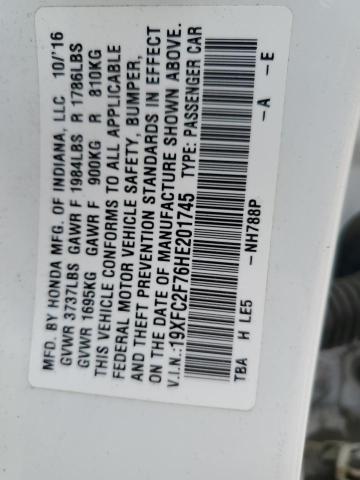 MFD. BY HONDA MFG. OF INDIANA, LLC 10/'16
GVWR 3737LBS GAWR F 1984LBS R 1786LBS
GVWR 1695KG GAWR F 900KG R 810KG
THIS VEHICLE CONFORMS TO ALL APPLICABLE
FEDERAL MOTOR VEHICLE SAFETY, BUMPER,
AND THEFT PREVENTION STANDARDS IN EFFECT
ON THE DATE OF MANUFACTURE SHOWN ABOVE.
V.I.N.:19XFC2F76HE201745 TYPE: PASSENGER CAR
TBA H LE5 -NH788P -A -E